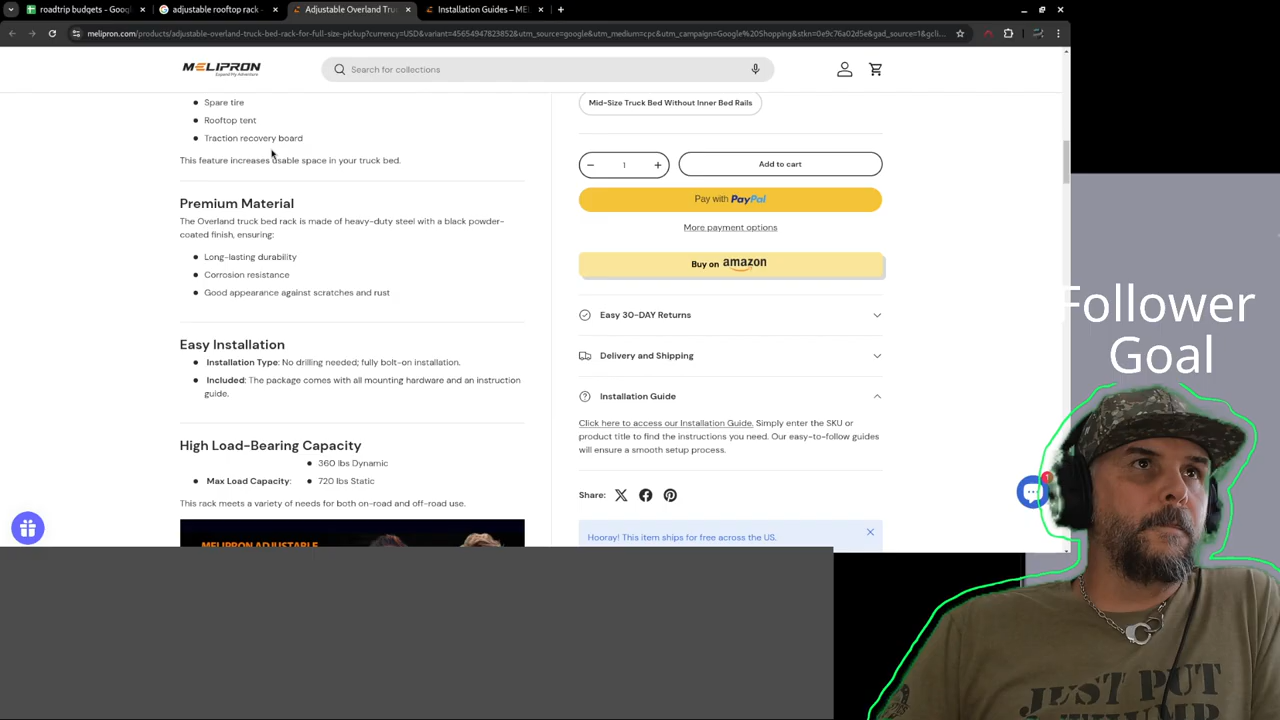 roadtrip budgets - Goog
adjustable rooftop rack -
Adjustable Overland Tru
Installation Guides – ME
melipron.com/products/adjustable-overland-truck-bed-rack-for-full-size-pickup?currency=USD&variant=45654947823852&utm_source=google&utm_medium=cpc&utm_campaign=Google%20Shopping&stkn=0e9c76a02d5e&gad_source=1&gcli
MELIPRON
Expand My Adventure
Search for collections
Spare tire
Rooftop tent
Traction recovery board
This feature increases usable space in your truck bed.
Premium Material
The Overland truck bed rack is made of heavy-duty steel with a black powder-
coated finish, ensuring:
Long-lasting durability
Corrosion resistance
Good appearance against scratches and rust
Easy Installation
Installation Type: No drilling needed; fully bolt-on installation.
Included: The package comes with all mounting hardware and an instruction
guide.
High Load-Bearing Capacity
360 lbs Dynamic
Max Load Capacity: 720 lbs Static
This rack meets a variety of needs for both on-road and off-road use.
MELIPRON ADJUSTABLE
Mid-Size Truck Bed Without Inner Bed Rails
1
Add to cart
Pay with PayPal
More payment options
Buy on amazon
Easy 30-DAY Returns
Delivery and Shipping
Installation Guide
Click here to access our Installation Guide. Simply enter the SKU or
product title to find the instructions you need. Our easy-to-follow guides
will ensure a smooth setup process.
Share:
Hooray! This item ships for free across the US.
1
Follower
Goal
JUST PUT